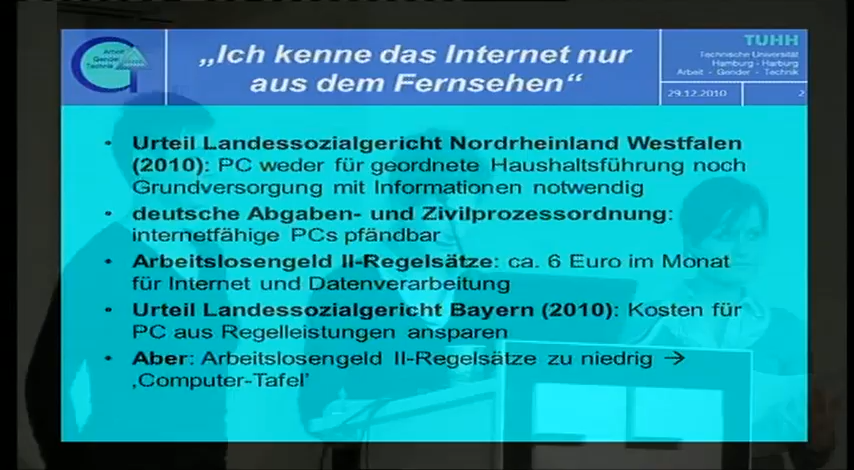 Arbeit
Gender
Technik
„Ich kenne das Internet nur
aus dem Fernsehen“
TUHH
Technische Universität
Hamburg - Harburg
Arbeit - Gender - Technik
29.12.2010 2
• Urteil Landessozialgericht Nordrheinland Westfalen
(2010): PC weder für geordnete Haushaltsführung noch
Grundversorgung mit Informationen notwendig
• deutsche Abgaben- und Zivilprozessordnung:
internetfähige PCs pfändbar
• Arbeitslosengeld II-Regelsätze: ca. 6 Euro im Monat
für Internet und Datenverarbeitung
• Urteil Landessozialgericht Bayern (2010): Kosten für
PC aus Regelleistungen ansparen
• Aber: Arbeitslosengeld II-Regelsätze zu niedrig →
‚Computer-Tafel’